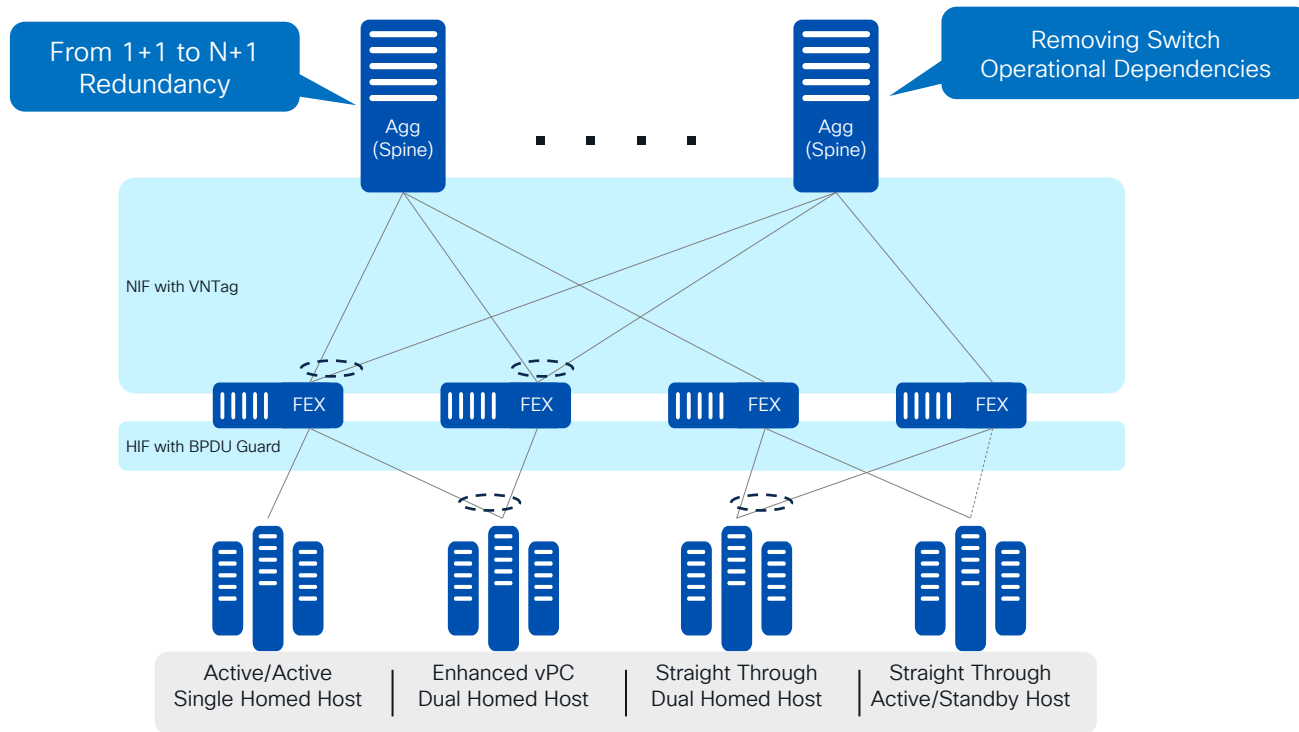 From 1+1 to N+1
Redundancy
Removing Switch
Operational Dependencies
Agg
(Spine)
Agg
(Spine)
NIF with VNTag
FEX
FEX
FEX
FEX
HIF with BPDU Guard
Active/Active
Single Homed Host
Enhanced vPC
Dual Homed Host
Straight Through
Dual Homed Host
Straight Through
Active/Standby Host